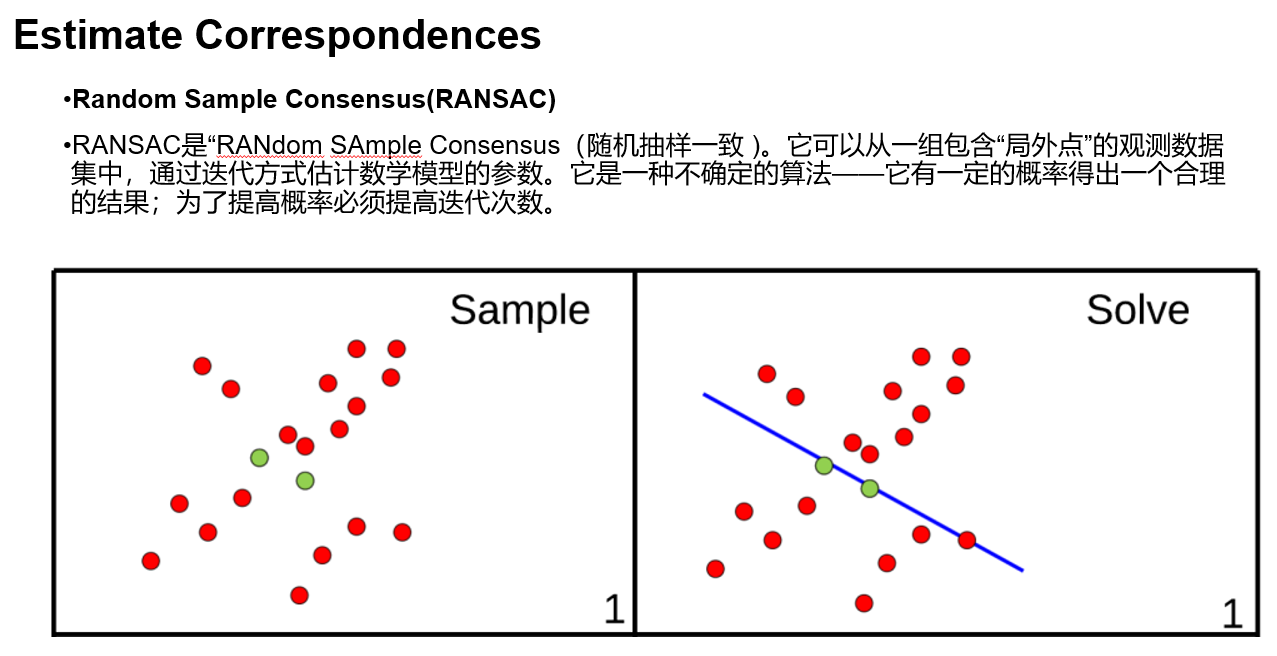 Estimate Correspondences
•Random Sample Consensus(RANSAC)
•RANSAC是“RANdom SAmple Consensus（随机抽样一致 )。它可以从一组包含“局外点”的观测数据
集中，通过迭代方式估计数学模型的参数。它是一种不确定的算法——它有一定的概率得出一个合理
的结果；为了提高概率必须提高迭代次数。
Sample
Solve
1
1